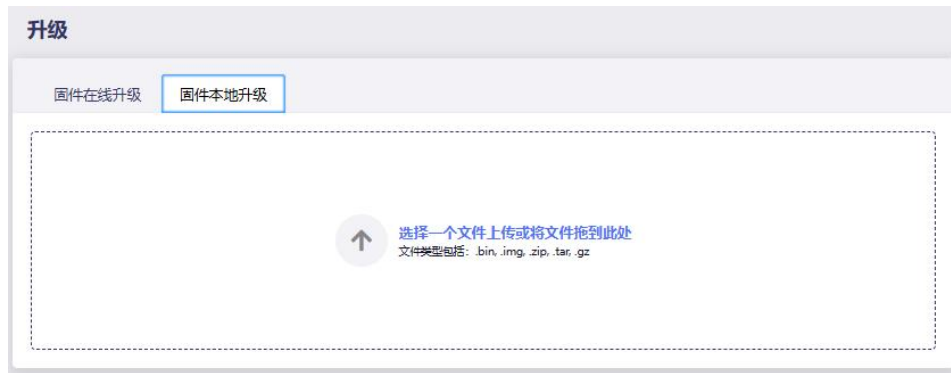 升级
固件在线升级 固件本地升级
选择一个文件上传或将文件拖到此处
文件类型包括: .bin, .img, .zip, .tar, .gz